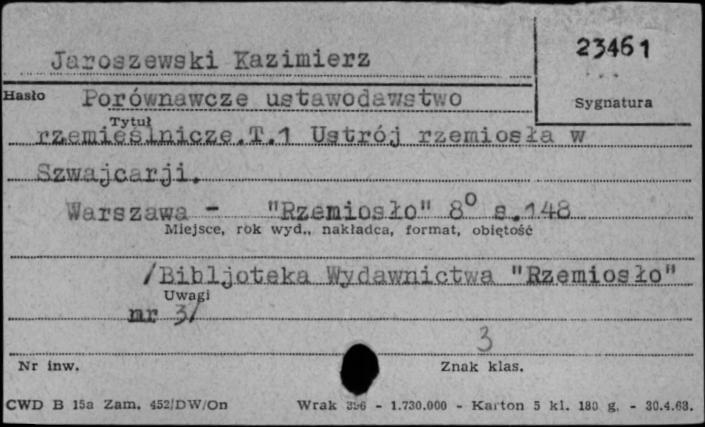 Jaroszewski Kazimierz
23461
Sygnatura
Hasło Porównawcze ustawodawstwo
Tytuł
rzemieślnicze.T.1 Ustrój rzemiosła w
Szwajcarji.
Warszawa - "Rzemiosło" 8° s.148
Miejsce, rok wyd., nakładca, format, objętość
/Bibljoteka Wydawnictwa "Rzemiosło"
Uwagi
nr 3/
3
Nr inw. Znak klas.
CWD B 15a Zam. 452/DW/On Wrak 396 - 1.730.000 - Karton 5 kl. 180 g. - 30.4.63.